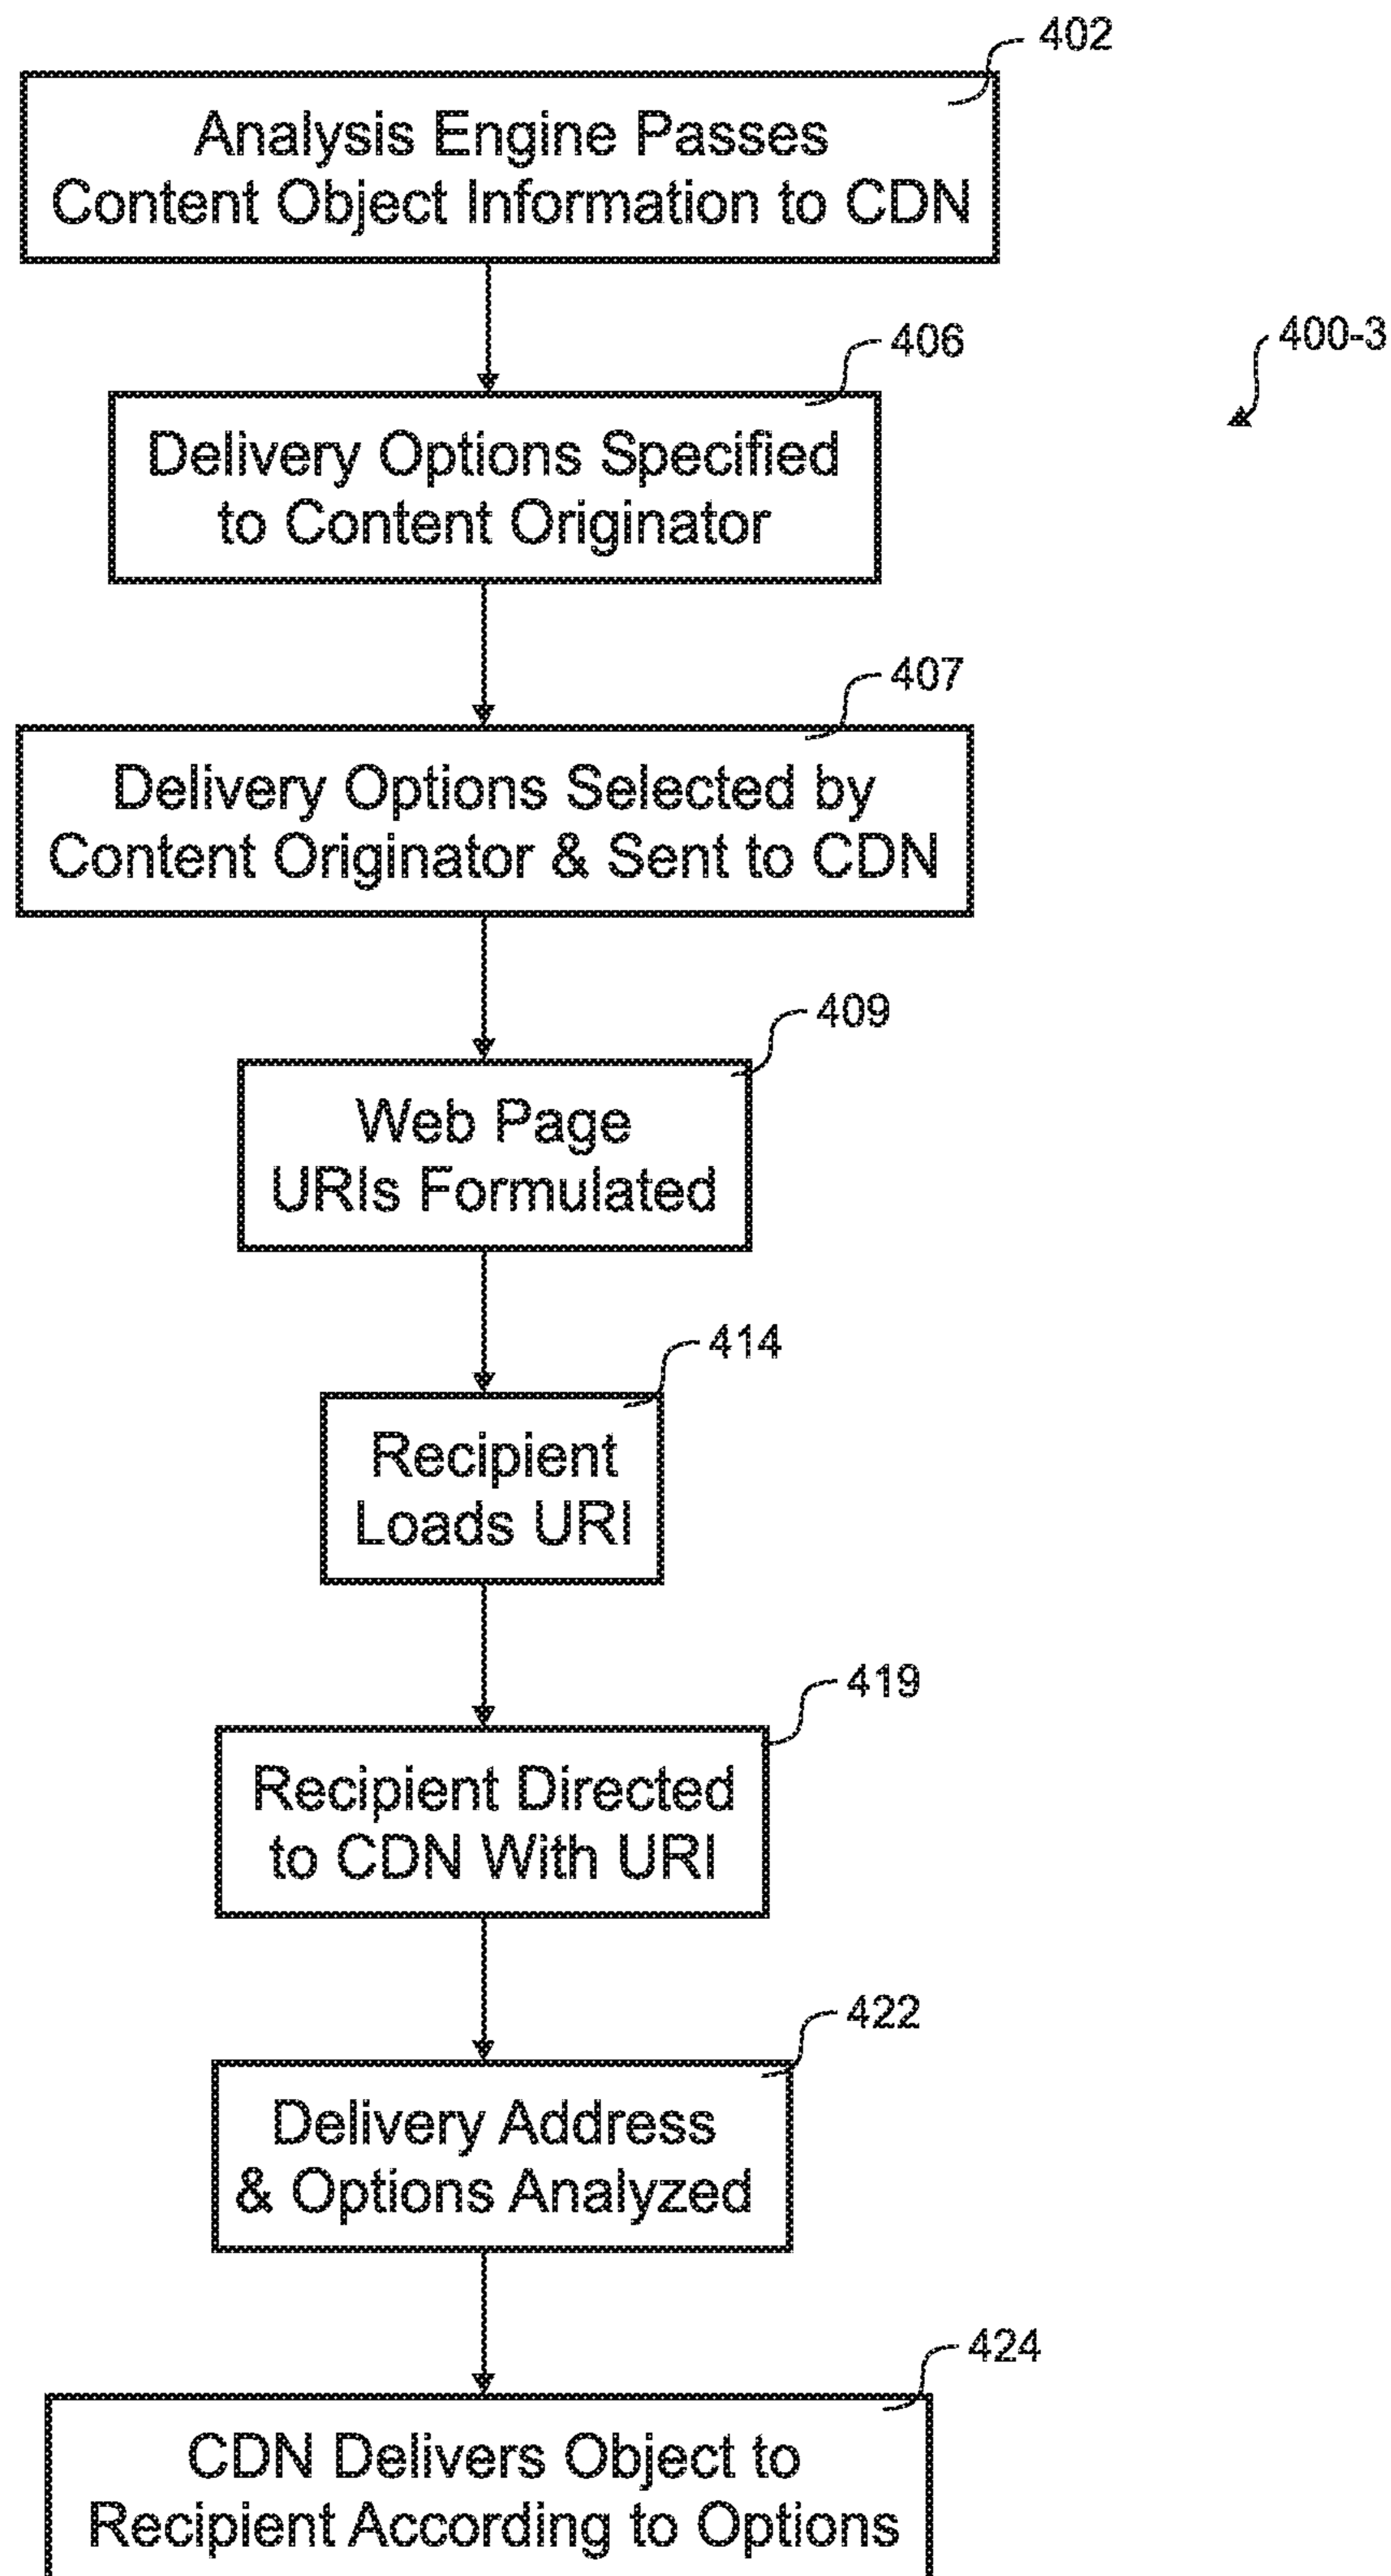 402
Analysis Engine Passes
Content Object Information to CDN
400-3
406
Delivery Options Specified
to Content Originator
407
Delivery Options Selected by
Content Originator & Sent to CDN
409
Web Page
URIs Formulated
414
Recipient
Loads URI
419
Recipient Directed
to CDN With URI
422
Delivery Address
& Options Analyzed
424
CDN Delivers Object to
Recipient According to Options